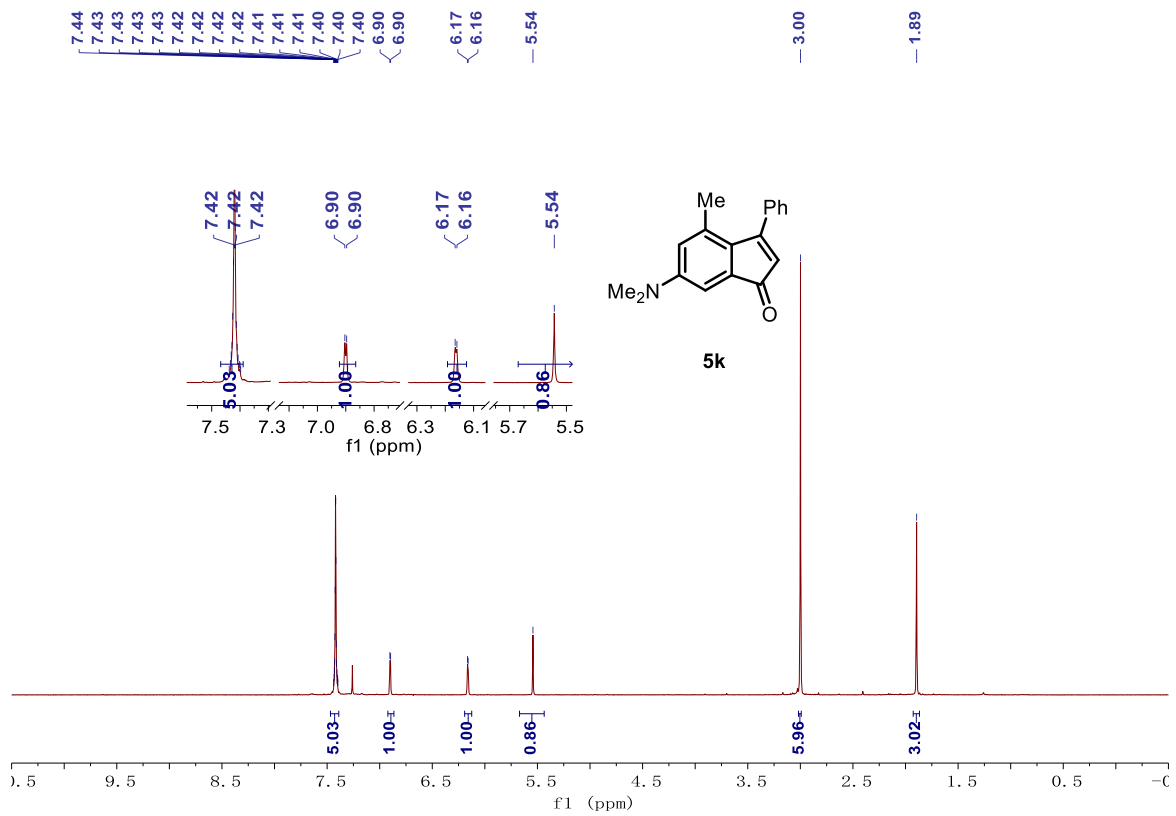 7.44 7.43 7.43 7.43 7.43 7.42 7.42 7.42 7.42 7.41 7.41 7.41 7.40 7.40 7.40 6.90 6.90 6.17 6.16 5.54 3.00 1.89
7.42 7.42 7.42 6.90 6.90 6.17 6.16 5.54
Me
Ph
Me2N
O
5k
5.03 1.00 1.00 0.86
7.5 7.3 7.0 6.8 6.3 6.1 5.7 5.5
f1 (ppm)
5.03 1.00 1.00 0.86 5.96 3.02
).5 9.5 8.5 7.5 6.5 5.5 4.5 3.5 2.5 1.5 0.5 -0
f1 (ppm)